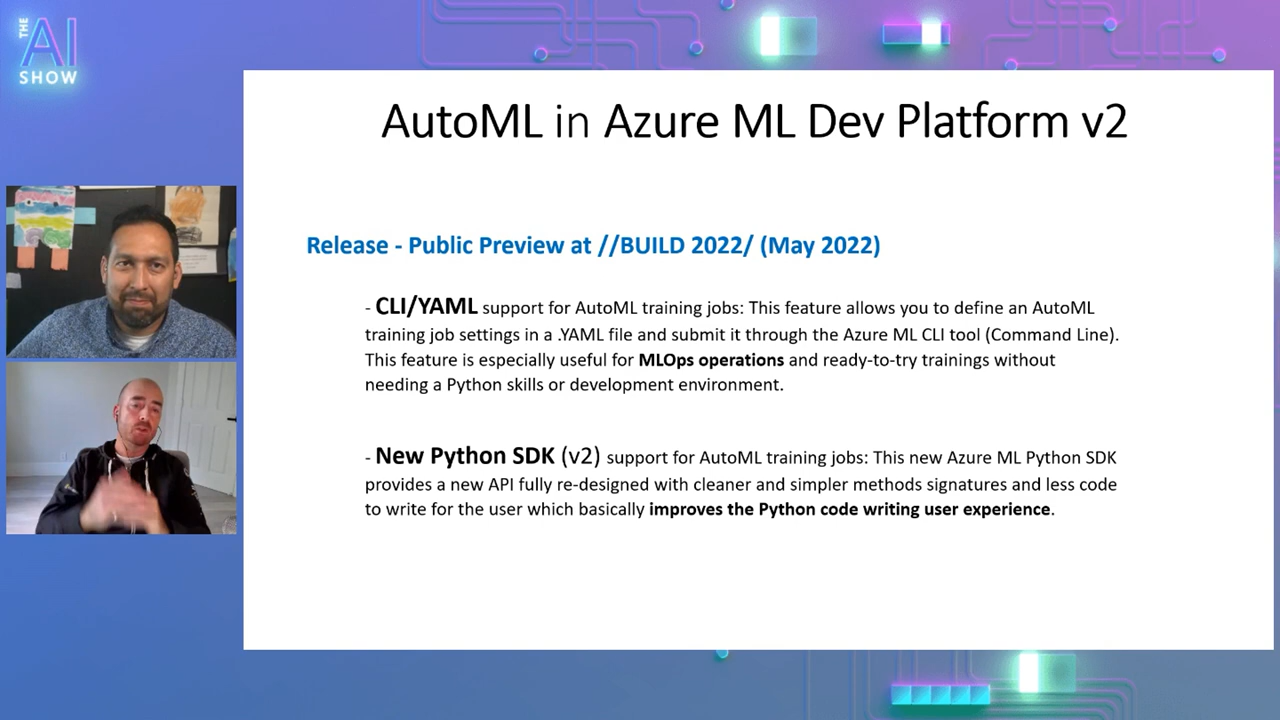 THE
AI
SHOW
AutoML in Azure ML Dev Platform v2
Release - Public Preview at //BUILD 2022/ (May 2022)
- CLI/YAML support for AutoML training jobs: This feature allows you to define an AutoML
training job settings in a .YAML file and submit it through the Azure ML CLI tool (Command Line).
This feature is especially useful for MLOps operations and ready-to-try trainings without
needing a Python skills or development environment.
- New Python SDK (v2) support for AutoML training jobs: This new Azure ML Python SDK
provides a new API fully re-designed with cleaner and simpler methods signatures and less code
to write for the user which basically improves the Python code writing user experience.